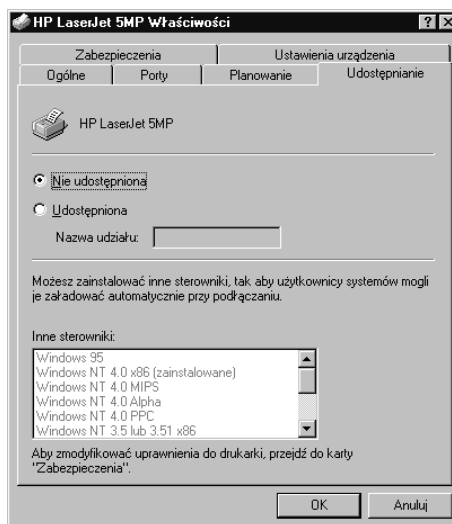 HP LaserJet 5MP Właściwości
Zabezpieczenia
Ustawienia urządzenia
Ogólne
Porty
Planowanie
Udostępnianie
HP LaserJet 5MP
Nie udostępniona
Udostępniona
Nazwa udziału:
Możesz zainstalować inne sterowniki, tak aby użytkownicy systemów mogli
je załadować automatycznie przy podłączaniu.
Inne sterowniki:
Windows 95
Windows NT 4.0 x86 (zainstalowane)
Windows NT 4.0 MIPS
Windows NT 4.0 Alpha
Windows NT 4.0 PPC
Windows NT 3.5 lub 3.51 x86
Aby zmodyfikować uprawnienia do drukarki, przejdź do karty
"Zabezpieczenia".
OK
Anuluj